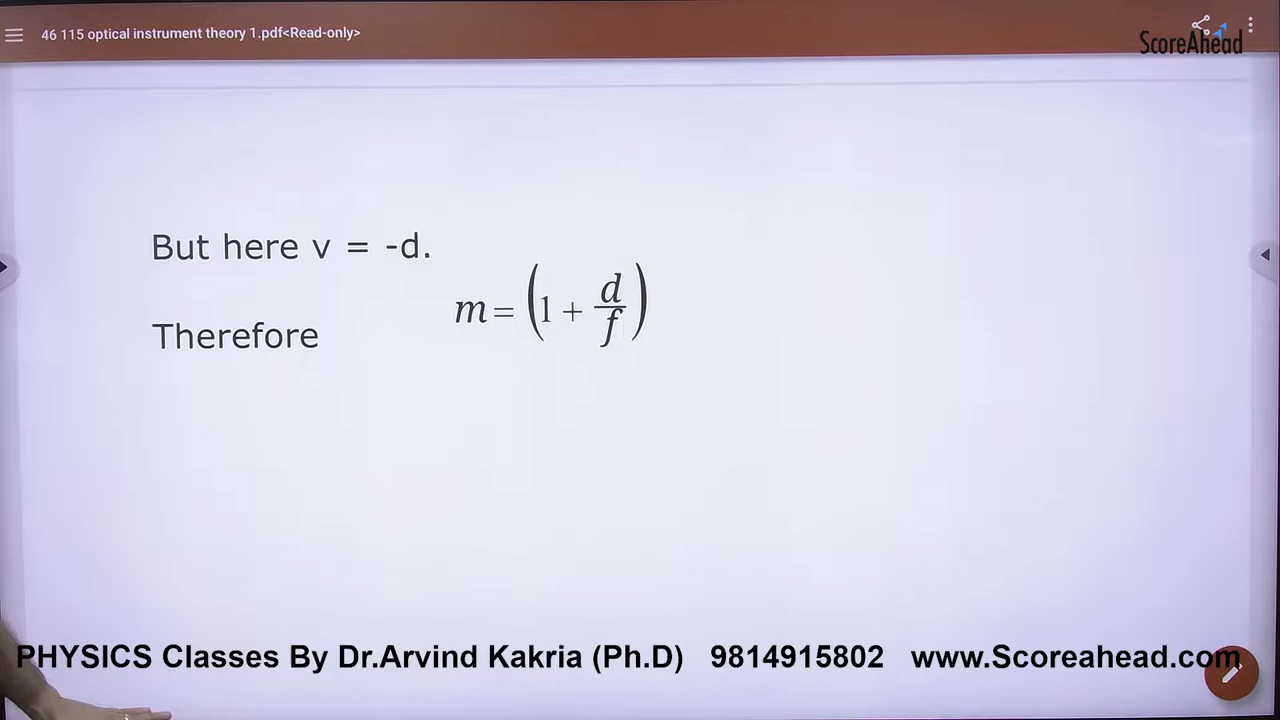 46 115 optical instrument theory 1.pdf<Read-only>
ScoreAhead
But here v = -d.
Therefore m = (1 + d/f)
PHYSICS Classes By Dr.Arvind Kakria (Ph.D) 9814915802 www.Scoreahead.com